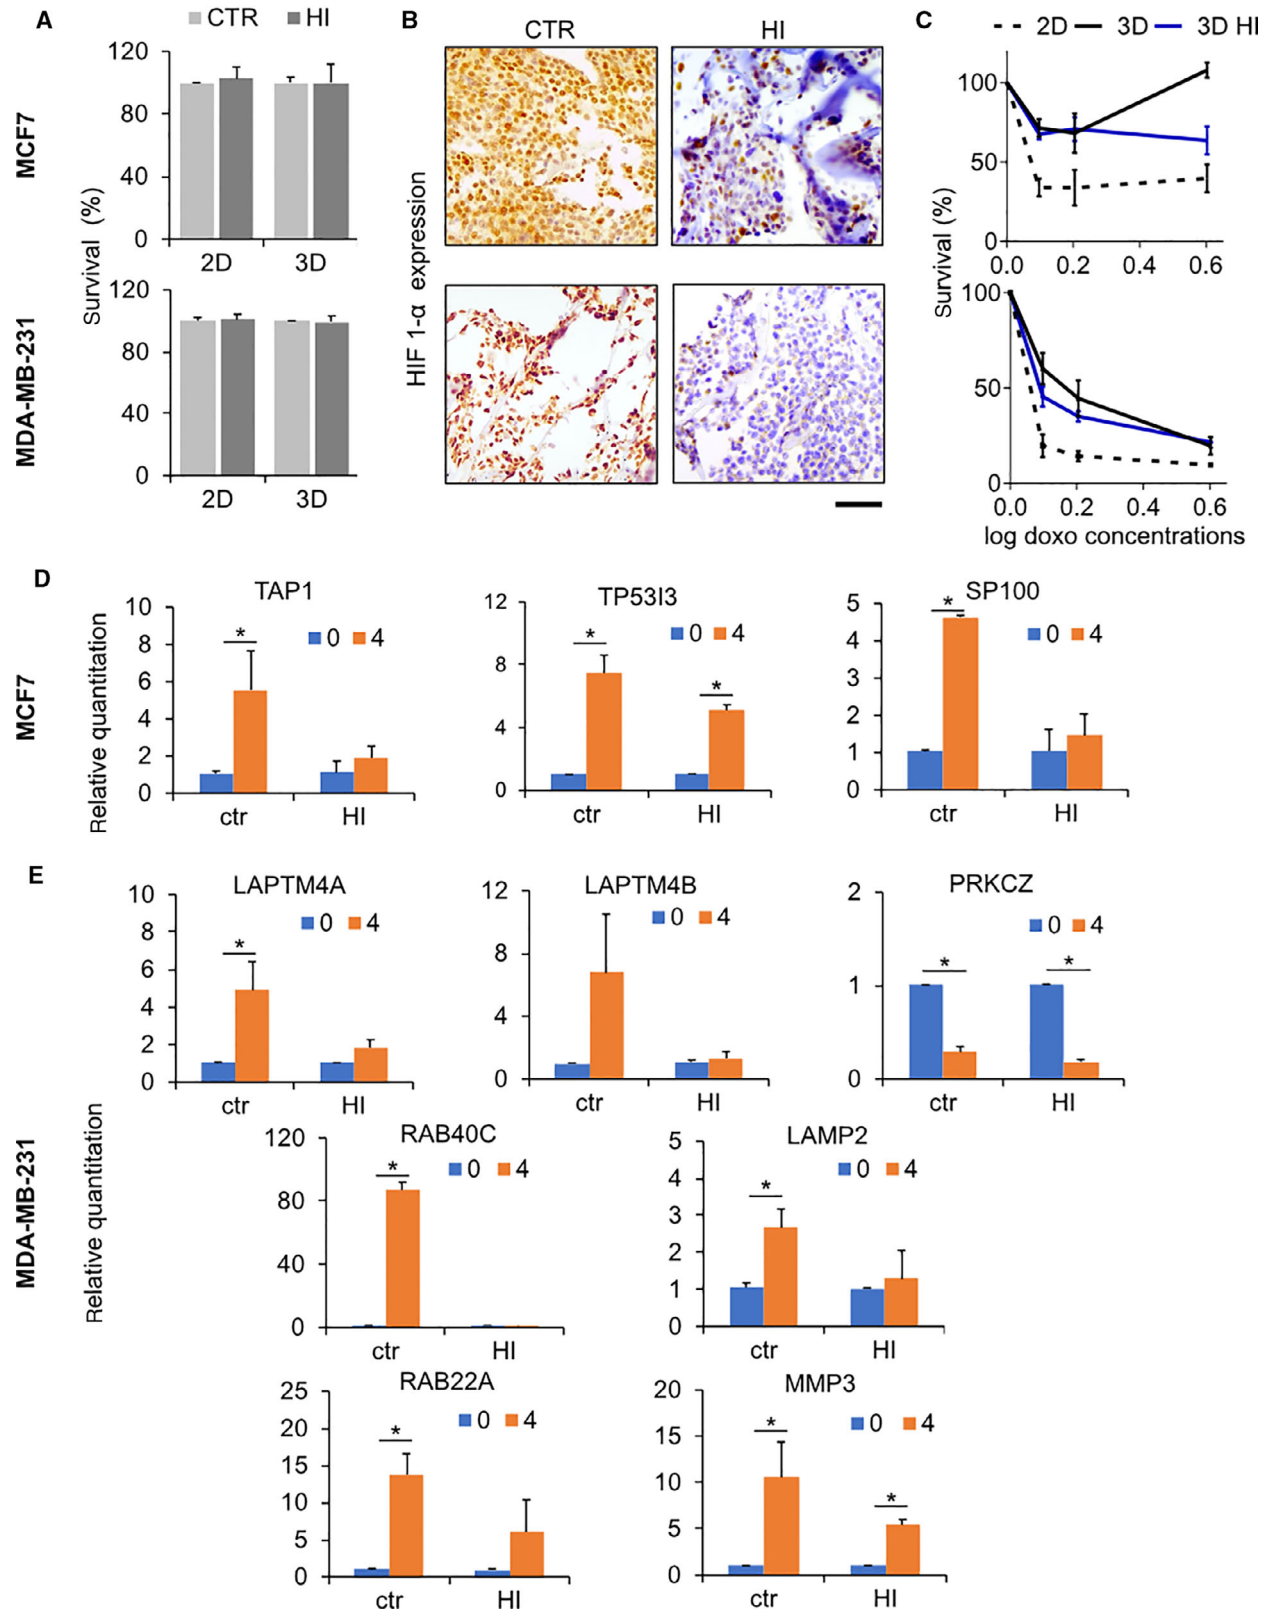 A
CTR HI
MCF7
MDA-MB-231
Survival (%)
120
80
40
0
2D 3D
120
80
40
0
2D 3D
B
CTR HI
HIF 1-α expression
C
2D 3D 3D HI
Survival (%)
100
50
0
0.0 0.2 0.4 0.6
100
50
0
0.0 0.2 0.4 0.6
log doxo concentrations
D
MCF7
Relative quantitation
TAP1
0 4
10
8
6
4
2
0
*
ctr HI
TP53I3
0 4
12
8
4
0
* *
ctr HI
SP100
0 4
5
4
3
2
1
0
*
ctr HI
E
MDA-MB-231
Relative quantitation
LAPTM4A
0 4
10
8
6
4
2
0
*
ctr HI
LAPTM4B
0 4
12
8
4
0
ctr HI
PRKCZ
0 4
2
1
0
* *
ctr HI
RAB40C
0 4
120
80
40
0
*
ctr HI
LAMP2
0 4
5
4
3
2
1
0
*
ctr HI
RAB22A
0 4
25
20
15
10
5
0
*
ctr HI
MMP3
0 4
20
15
10
5
0
* *
ctr HI